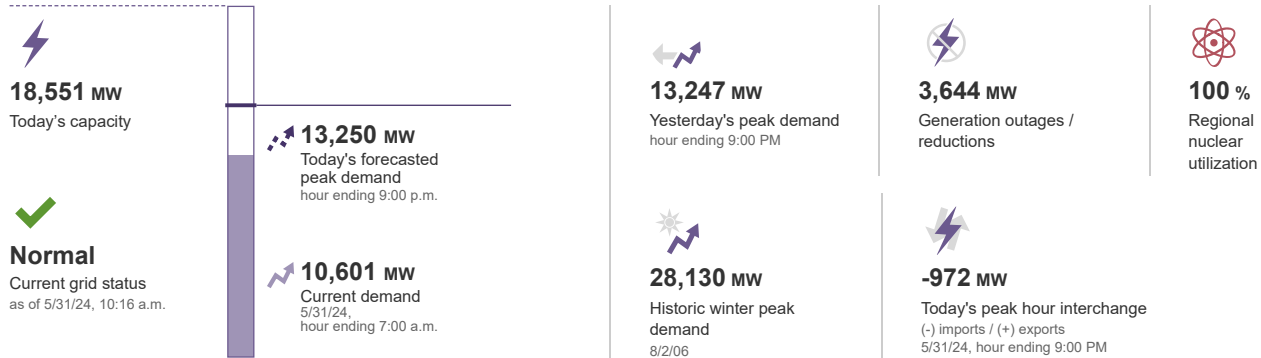 18,551 MW
Today's capacity
Normal
Current grid status
as of 5/31/24, 10:16 a.m.
13,250 MW
Today's forecasted
peak demand
hour ending 9:00 p.m.
10,601 MW
Current demand
5/31/24,
hour ending 7:00 a.m.
13,247 MW
Yesterday's peak demand
hour ending 9:00 PM
3,644 MW
Generation outages /
reductions
100 %
Regional
nuclear
utilization
28,130 MW
Historic winter peak
demand
8/2/06
-972 MW
Today's peak hour interchange
(-) imports / (+) exports
5/31/24, hour ending 9:00 PM